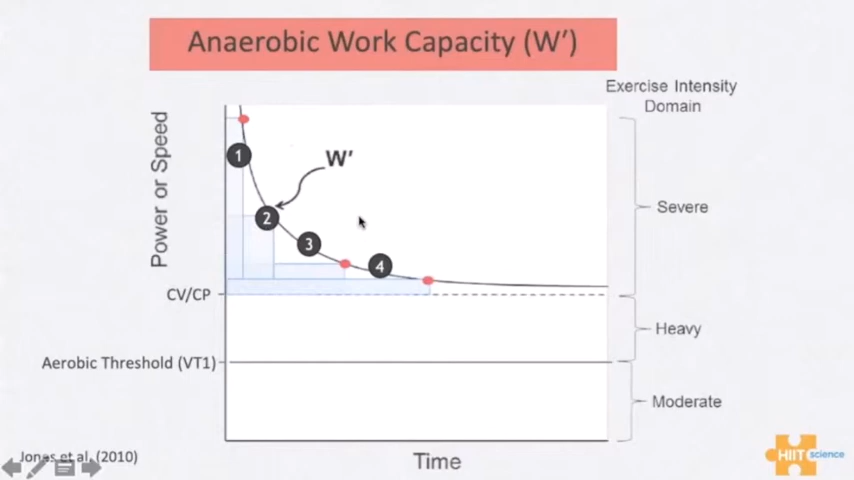 Anaerobic Work Capacity (W’)
Exercise Intensity
Domain
Power or Speed
1
W'
2
3
4
Severe
CV/CP
Heavy
Aerobic Threshold (VT1)
Moderate
Jones et al. (2010)
Time
HIIT science